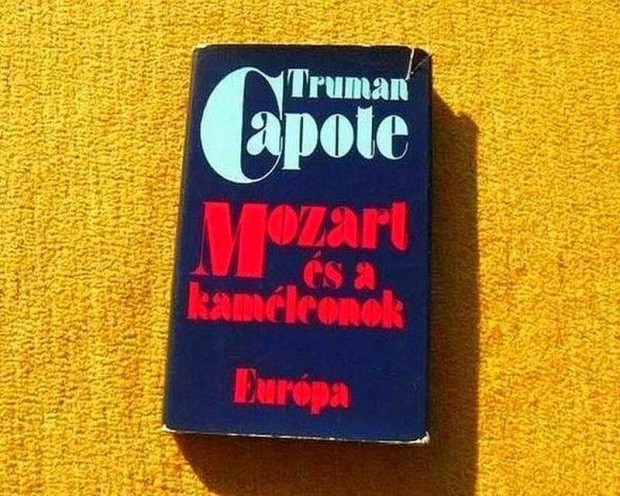 Truman
Capote
Mozart
és a
kaméleonok
Európa